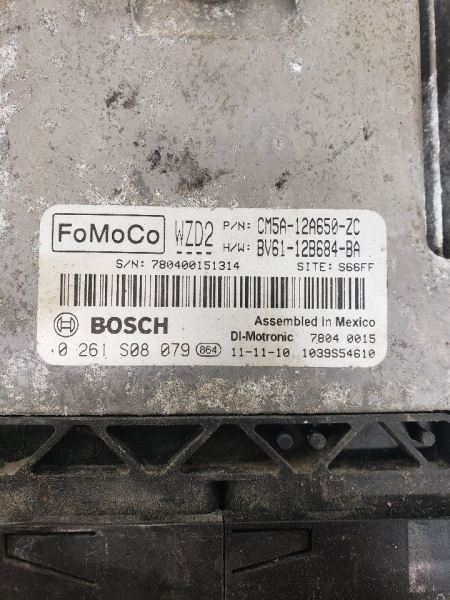 FoMoCo WZD2 P/N: CM5A-12A650-ZC
H/W: BV61-12B684-BA
S/N: 780400151314 SITE: S66FF
BOSCH Assembled in Mexico
DI-Motronic 7804 0015
0 261 S08 079 864 11-11-10 1039S54610